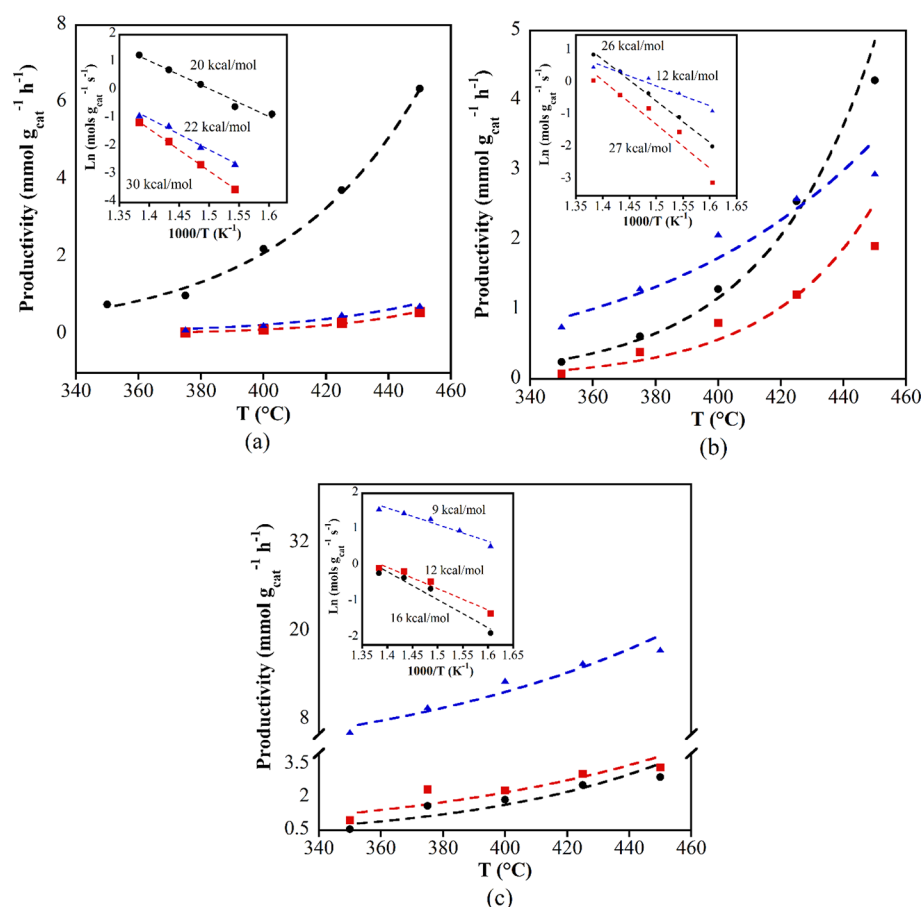 (a)
Productivity (mmol g_cat^-1 h^-1)
8
6
4
2
0
340 360 380 400 420 440 460
T (°C)
Ln (mols g_cat^-1 s^-1)
2
1
0
-1
-2
-3
-4
1.35 1.4 1.45 1.5 1.55 1.6
1000/T (K^-1)
20 kcal/mol
22 kcal/mol
30 kcal/mol
(a)
(b)
Productivity (mmol g_cat^-1 h^-1)
5
4
3
2
1
0
340 360 380 400 420 440 460
T (°C)
Ln (mols g_cat^-1 s^-1)
1
0
-1
-2
-3
1.35 1.4 1.45 1.5 1.55 1.6 1.65
1000/T (K^-1)
26 kcal/mol
12 kcal/mol
27 kcal/mol
(b)
Productivity (mmol g_cat^-1 h^-1)
32
20
8
3.5
2
0.5
340 360 380 400 420 440 460
T (°C)
Ln (mols g_cat^-1 s^-1)
2
1
0
-1
-2
1.35 1.4 1.45 1.5 1.55 1.6 1.65
1000/T (K^-1)
9 kcal/mol
12 kcal/mol
16 kcal/mol
(c)